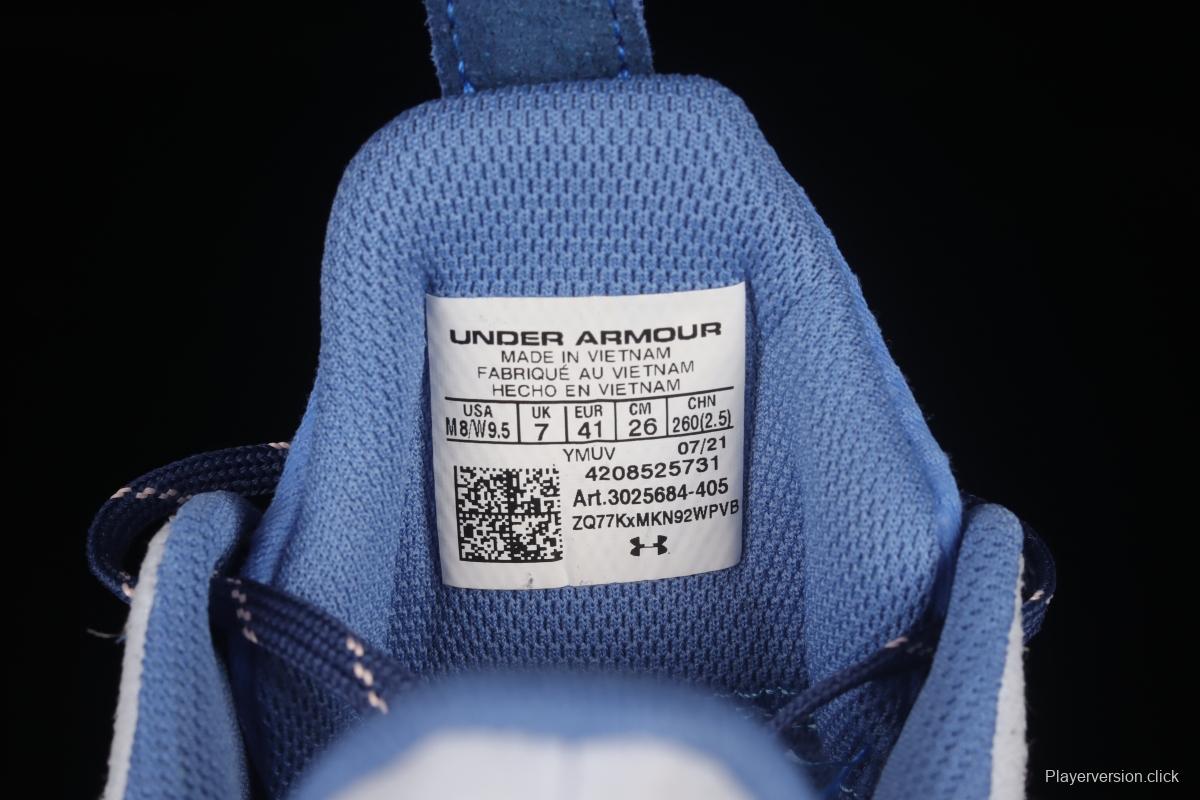 UNDER ARMOUR
MADE IN VIETNAM
FABRIQUÉ AU VIETNAM
HECHO EN VIETNAM
USA UK EUR CM CHN
M8/W9.5 7 41 26 260(2.5)
YMUV 07/21
4208525731
Art.3025684-405
ZQ77KxMKN92WPVB
Playerversion.click